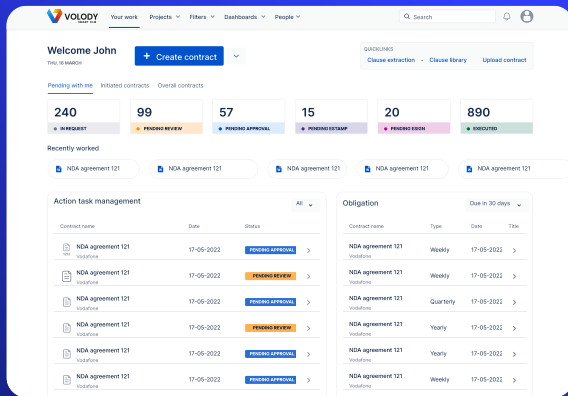 VOLODY
SMART CLM
Your work Projects Filters Dashboards People Search
Welcome John
THU, 18 MARCH
+ Create contract
QUICKLINKS
Clause extraction • Clause library Upload contract
Pending with me Initiated contracts Overall contracts
240 99 57 15 20 890
IN REQUEST PENDING REVIEW PENDING APPROVAL PENDING ESTAMP PENDING ESIGN EXECUTED
Recently worked
NDA agreement 121 NDA agreement 121 NDA agreement 121 NDA agreement 121 NDA agreement 121
Action task management All
Contract name Date Status
NDA agreement 121 17-05-2022 PENDING APPROVAL
Vodafone
NDA agreement 121 17-05-2022 PENDING REVIEW
Vodafone
NDA agreement 121 17-05-2022 PENDING APPROVAL
Vodafone
NDA agreement 121 17-05-2022 PENDING REVIEW
Vodafone
NDA agreement 121 17-05-2022 PENDING APPROVAL
Vodafone
NDA agreement 121 17-05-2022 PENDING APPROVAL
Vodafone
Obligation Due in 30 days
Contract name Type Date Title
NDA agreement 121 Weekly 17-05-2022
Vodafone
NDA agreement 121 Weekly 17-05-2022
Vodafone
NDA agreement 121 Quarterly 17-05-2022
Vodafone
NDA agreement 121 Yearly 17-05-2022
Vodafone
NDA agreement 121 Yearly 17-05-2022
Vodafone
NDA agreement 121 Weekly 17-05-2022
Vodafone